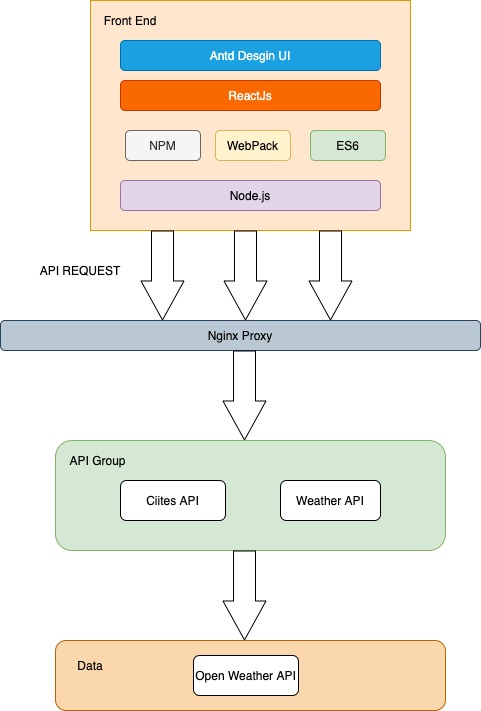 Front End
Antd Desgin UI
ReactJs
NPM
WebPack
ES6
Node.js
API REQUEST
Nginx Proxy
API Group
Ciites API
Weather API
Data
Open Weather API